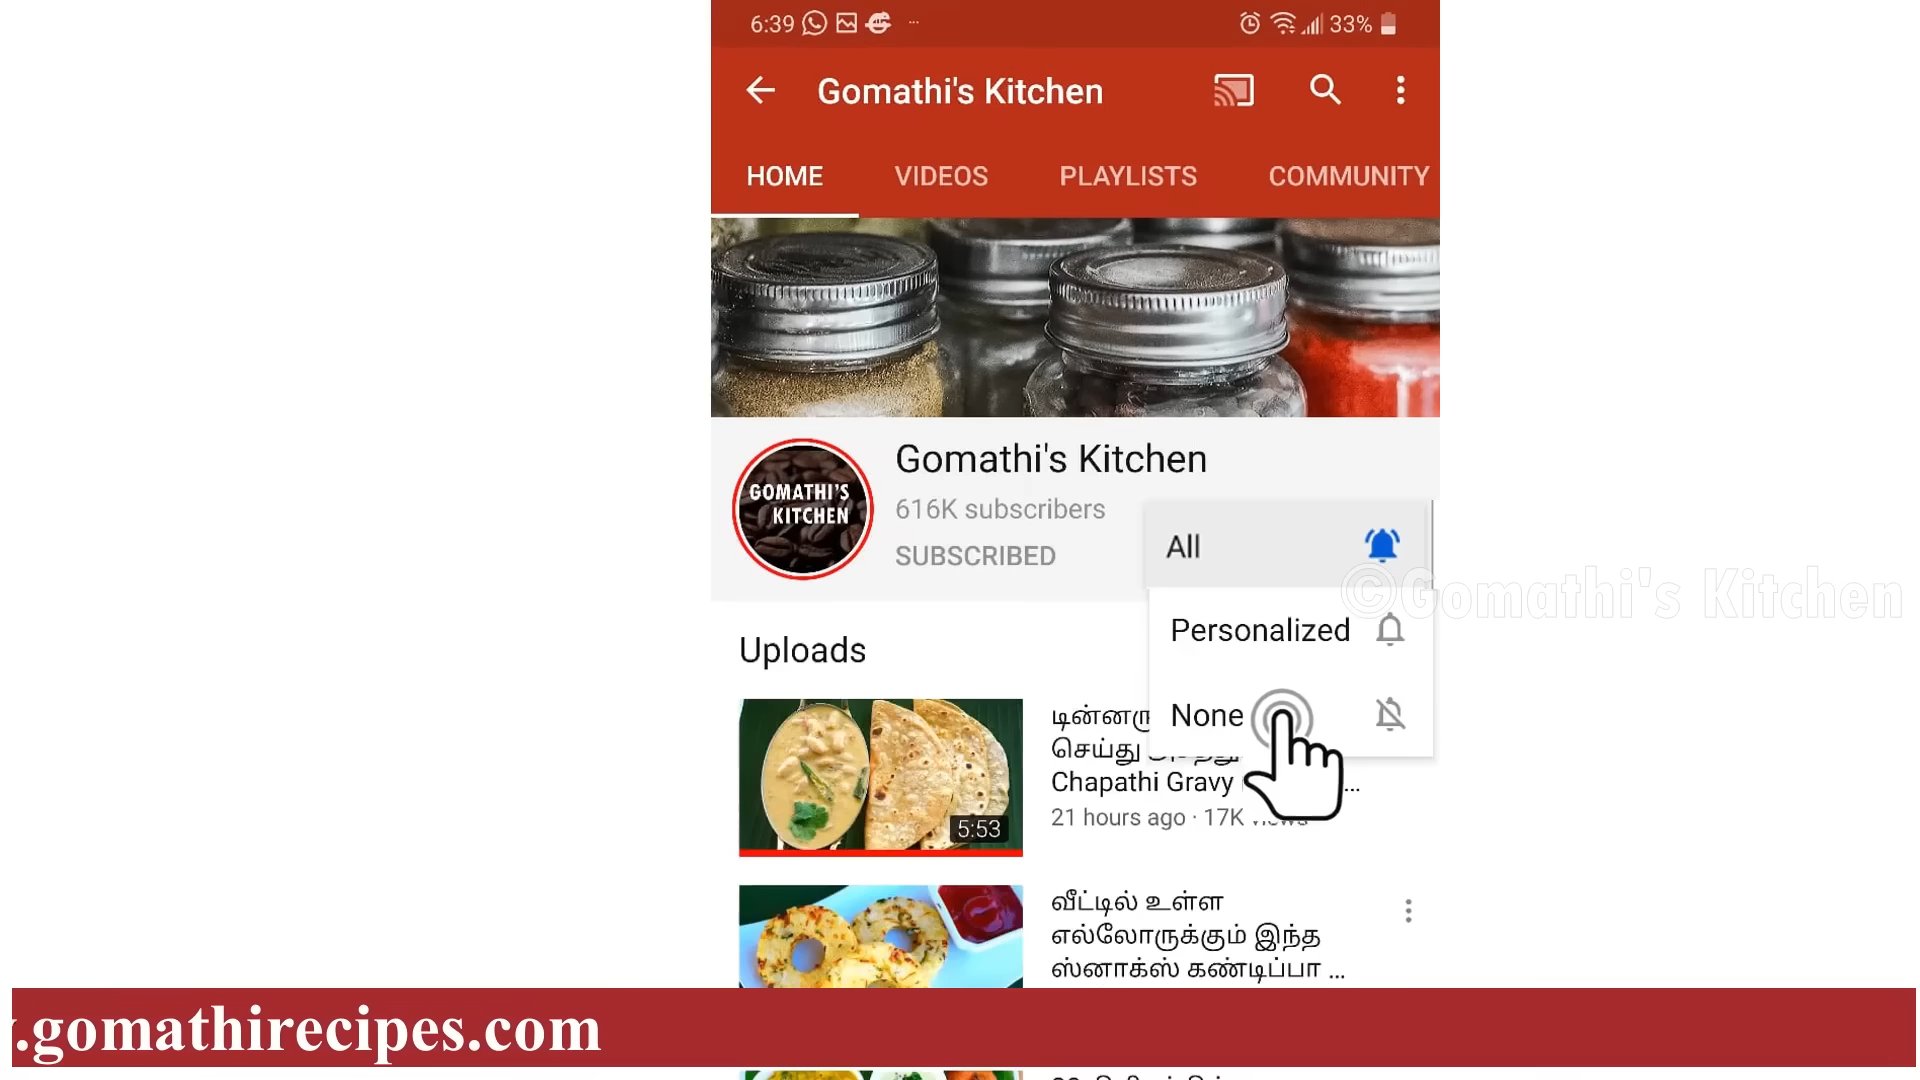 6:39
33%
Gomathi's Kitchen
HOME VIDEOS PLAYLISTS COMMUNITY
GOMATHI'S
KITCHEN
Gomathi's Kitchen
616K subscribers
SUBSCRIBED
All
Personalized
None
©Gomathi's Kitchen
Uploads
5:53
செய்து
Chapathi Gravy ...
21 hours ago · 17K views
வீட்டில் உள்ள
எல்லோருக்கும் இந்த
ஸ்னாக்ஸ் கண்டிப்பா ...
.gomathirecipes.com